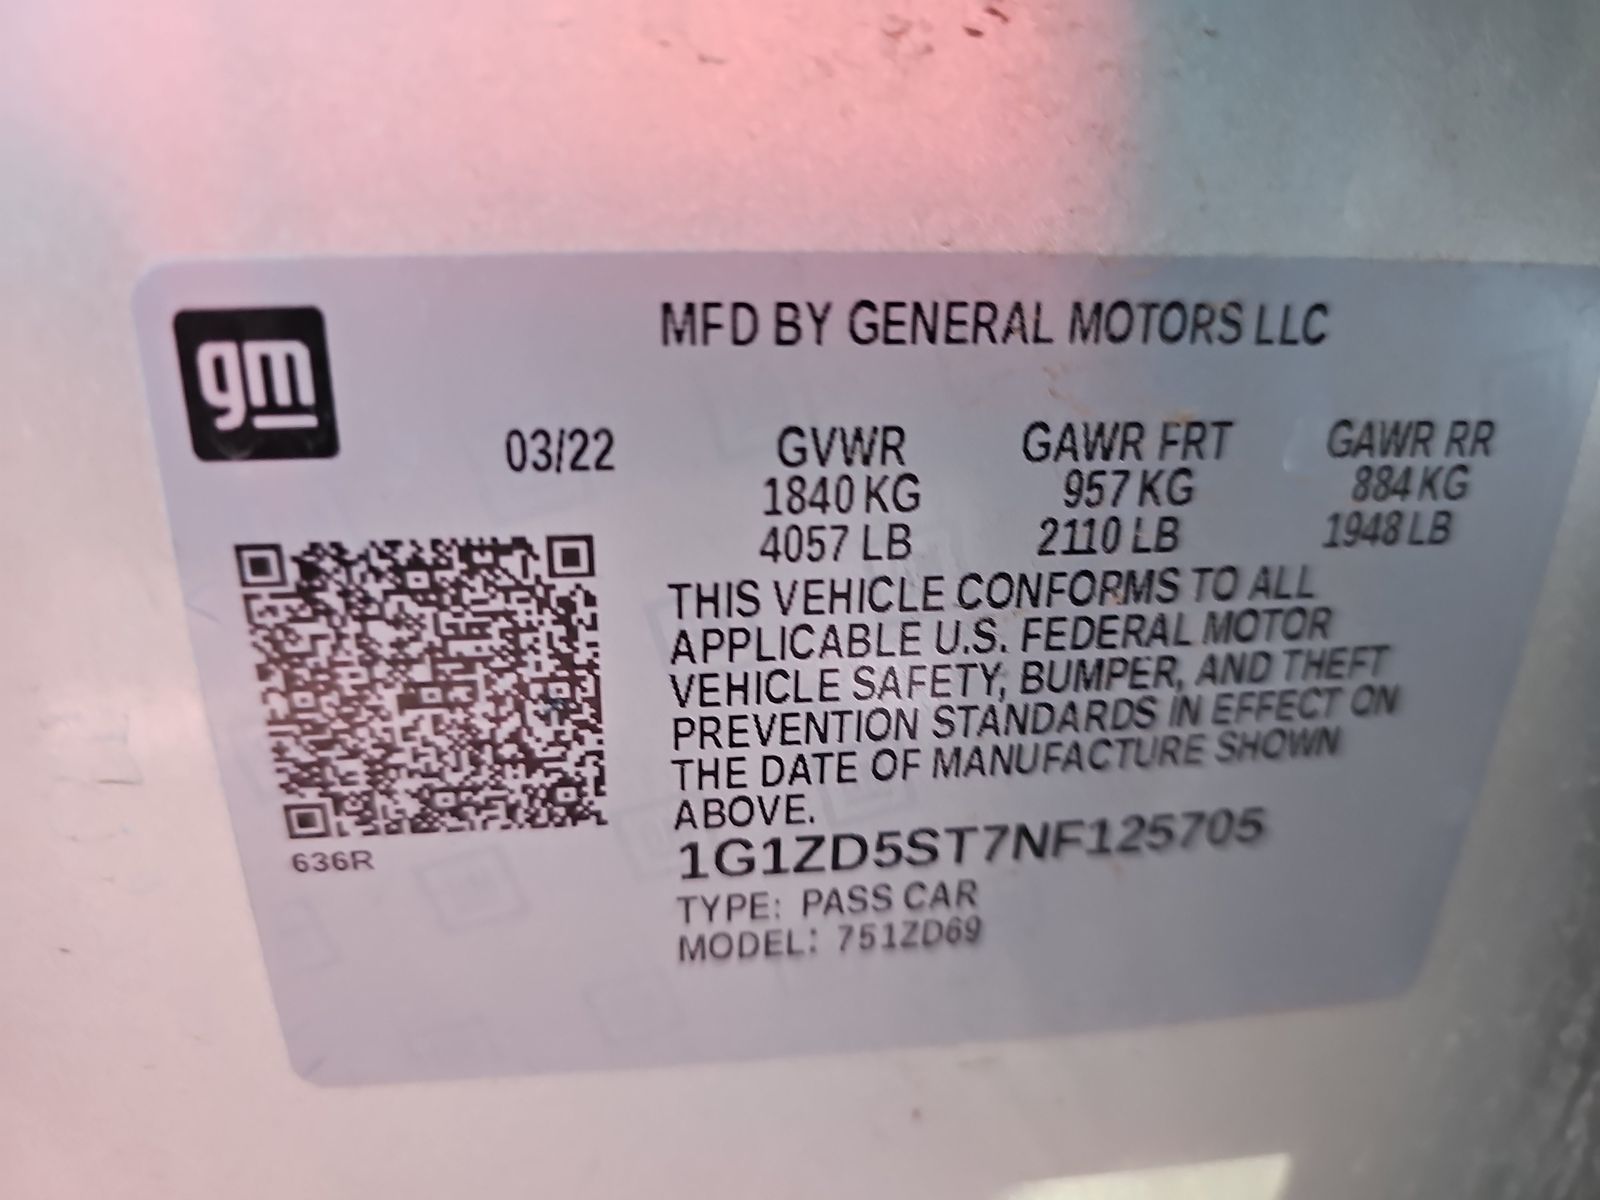 gm
MFD BY GENERAL MOTORS LLC
03/22
GVWR
1840 KG
4057 LB
GAWR FRT
957 KG
2110 LB
GAWR RR
884 KG
1948 LB
THIS VEHICLE CONFORMS TO ALL
APPLICABLE U.S. FEDERAL MOTOR
VEHICLE SAFETY, BUMPER, AND THEFT
PREVENTION STANDARDS IN EFFECT ON
THE DATE OF MANUFACTURE SHOWN
ABOVE.
1G1ZD5ST7NF125705
TYPE: PASS CAR
MODEL: 751ZD69
636R